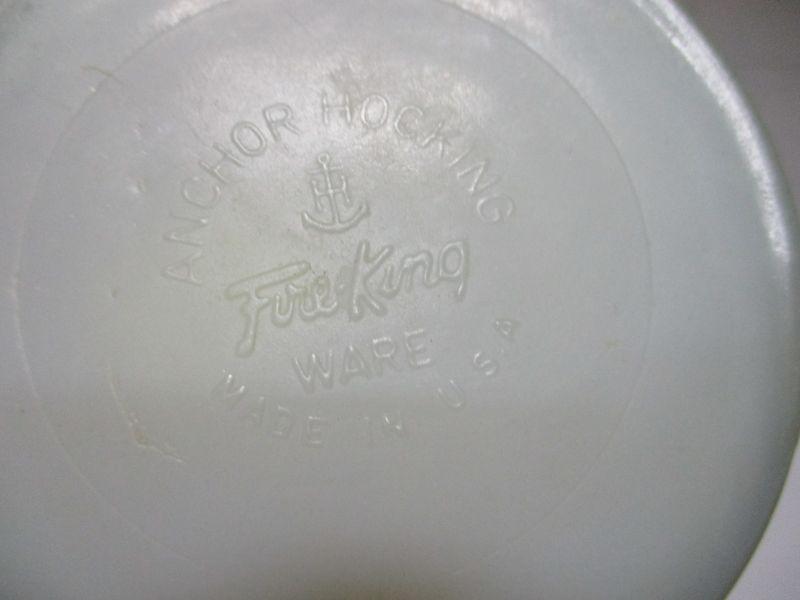 ANCHOR HOCKING
Fire-King
WARE
MADE IN U.S.A